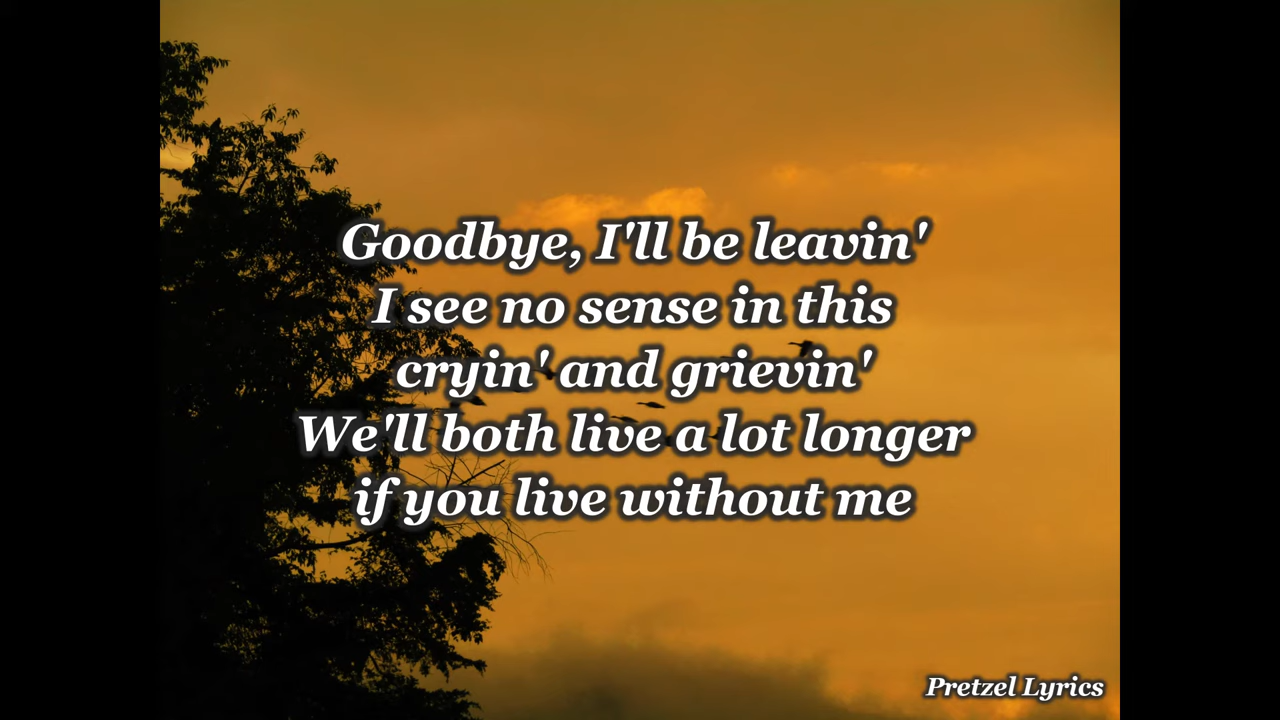 Goodbye, I'll be leavin'
I see no sense in this
cryin' and grievin'
We'll both live a lot longer
if you live without me
Pretzel Lyrics